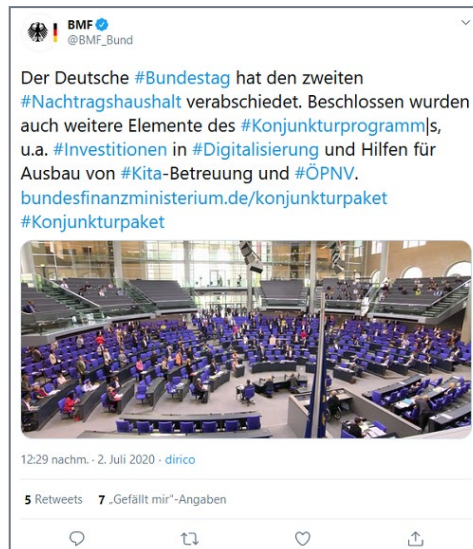 BMF
@BMF_Bund
Der Deutsche #Bundestag hat den zweiten
#Nachtragshaushalt verabschiedet. Beschlossen wurden
auch weitere Elemente des #Konjunkturprogramm|s,
u.a. #Investitionen in #Digitalisierung und Hilfen für
Ausbau von #Kita-Betreuung und #ÖPNV.
bundesfinanzministerium.de/konjunkturpaket
#Konjunkturpaket
12:29 nachm. · 2. Juli 2020 · dirico
5 Retweets 7 „Gefällt mir“-Angaben